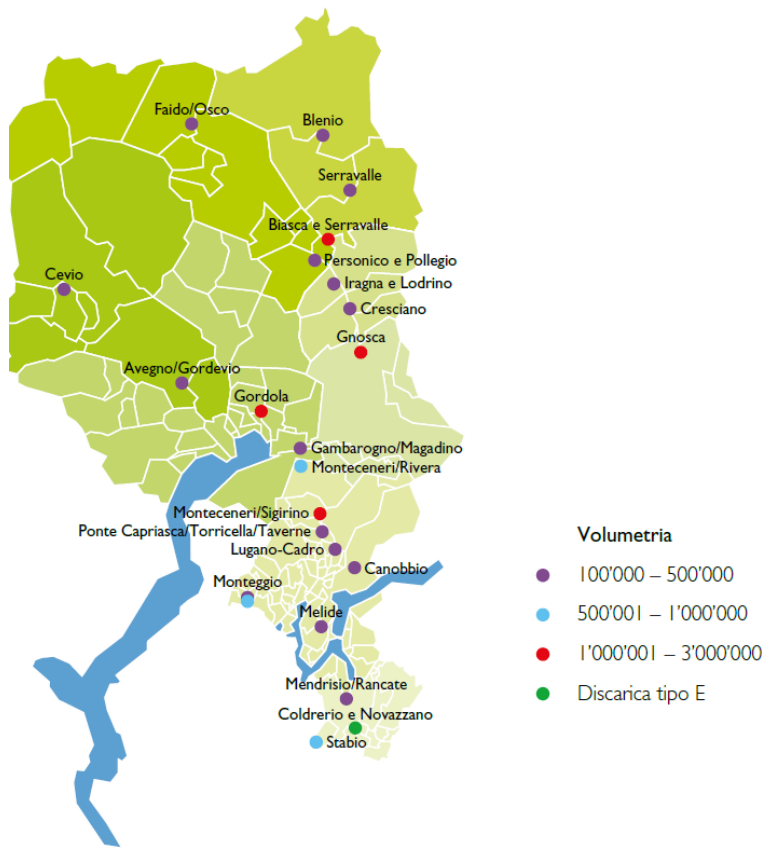 Faido/Osco
Blenio
Serravalle
Biasca e Serravalle
Personico e Pollegio
Cevio
Iragna e Lodrino
Cresciano
Gnosca
Avegno/Gordevio
Gordola
Gambarogno/Magadino
Monteceneri/Rivera
Monteceneri/Sigirino
Ponte Capriasca/Torricella/Taverne
Lugano-Cadro
Canobbio
Monteggio
Melide
Mendrisio/Rancate
Coldrerio e Novazzano
Stabio
Volumetria
100'000 – 500'000
500'001 – 1'000'000
1'000'001 – 3'000'000
Discarica tipo E